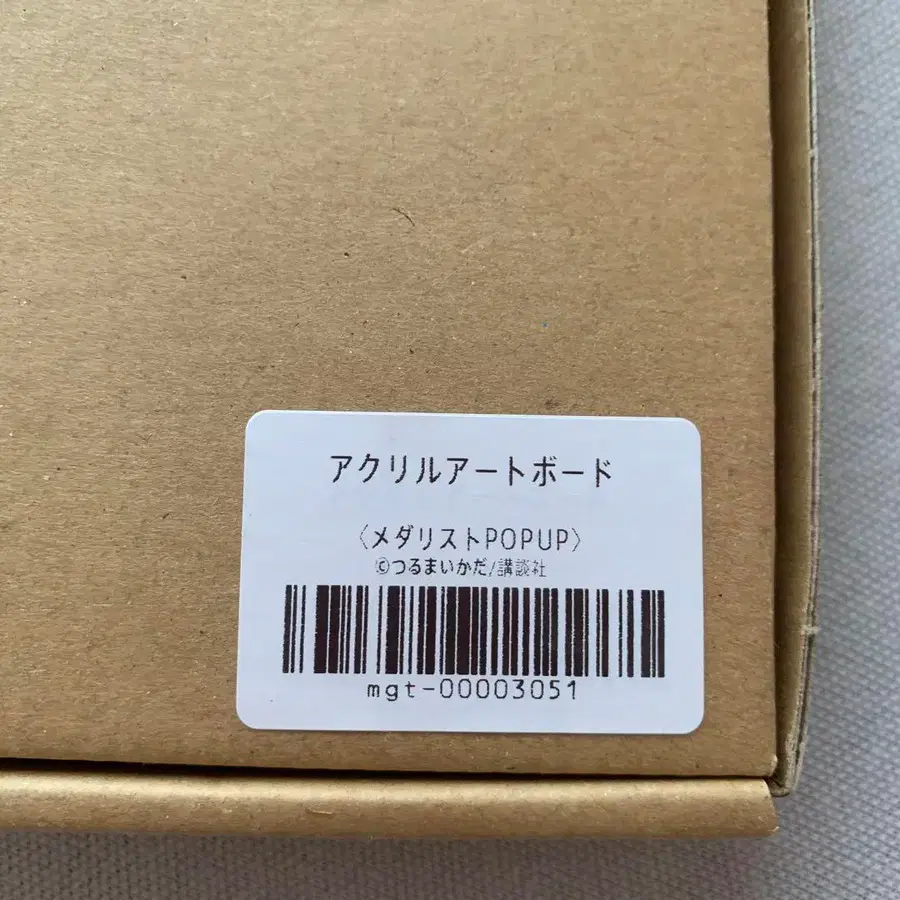 アクリルアートボード
〈メダリストPOPUP〉
©つるまいかだ/講談社
mgt-00003051